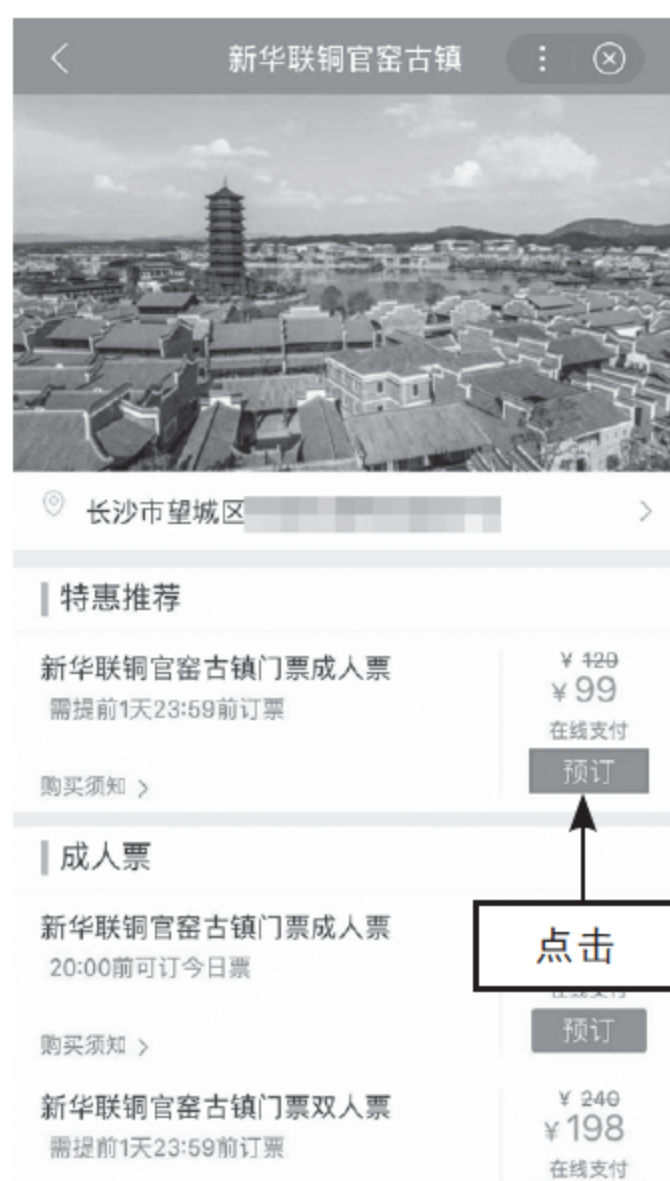 新华联铜官窑古镇
长沙市望城区
特惠推荐
新华联铜官窑古镇门票成人票
¥ 120
¥ 99
需提前1天23:59前订票
在线支付
预订
购买须知
成人票
点击
新华联铜官窑古镇门票成人票
20:00前可订今日票
预订
购买须知
新华联铜官窑古镇门票双人票
¥ 240
¥ 198
需提前1天23:59前订票
在线支付